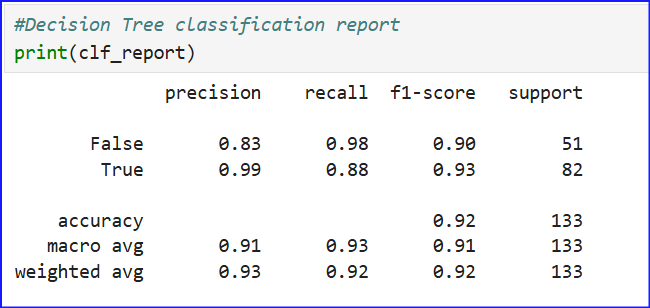 #Decision Tree classification report
print(clf_report)
precision recall f1-score support
False 0.83 0.98 0.90 51
True 0.99 0.88 0.93 82
accuracy 0.92 133
macro avg 0.91 0.93 0.91 133
weighted avg 0.93 0.92 0.92 133